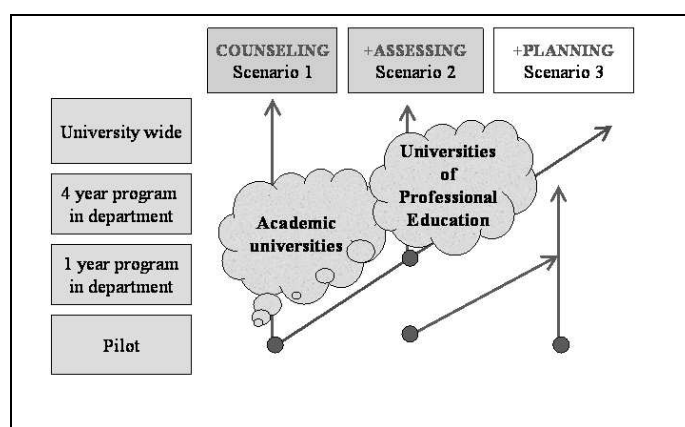 COUNSELING
Scenario 1
+ASSESSING
Scenario 2
+PLANNING
Scenario 3
University wide
4 year program
in department
1 year program
in department
Pilot
Academic
universities
Universities
of
Professional
Education